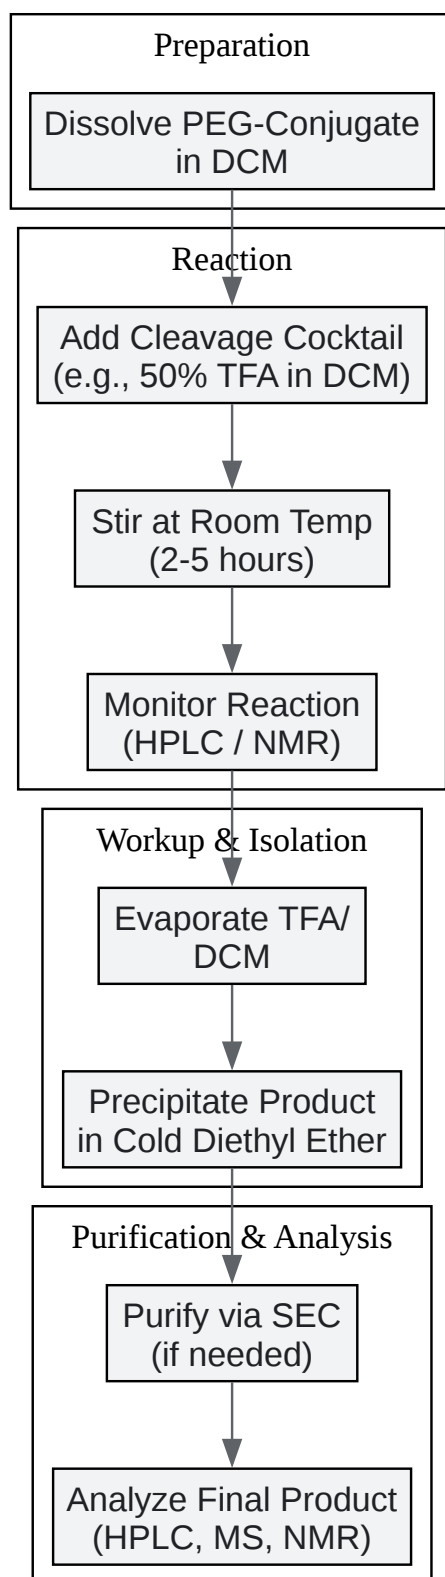 Preparation
Dissolve PEG-Conjugate
in DCM
Reaction
Add Cleavage Cocktail
(e.g., 50% TFA in DCM)
Stir at Room Temp
(2-5 hours)
Monitor Reaction
(HPLC / NMR)
Workup & Isolation
Evaporate TFA/
DCM
Precipitate Product
in Cold Diethyl Ether
Purification & Analysis
Purify via SEC
(if needed)
Analyze Final Product
(HPLC, MS, NMR)